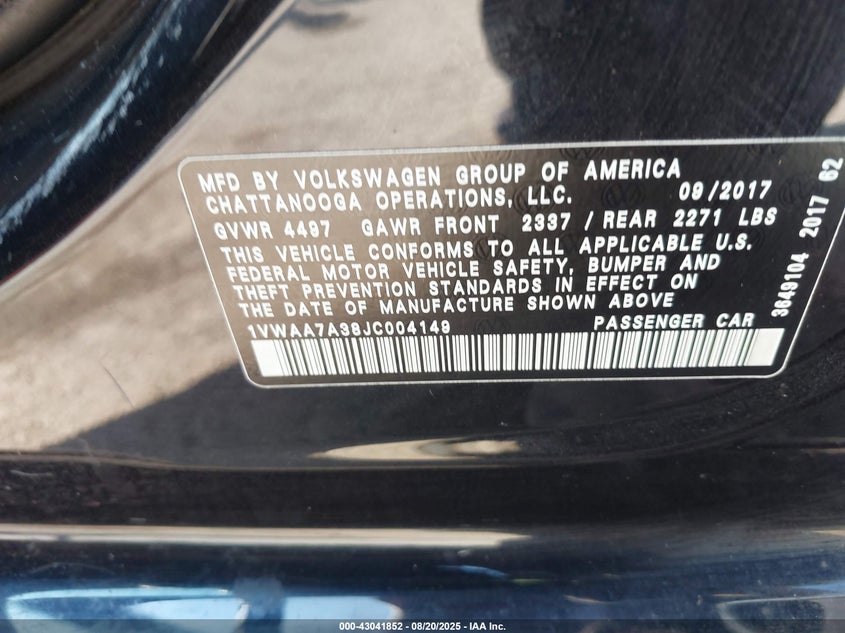 MFD BY VOLKSWAGEN GROUP OF AMERICA
CHATTANOOGA OPERATIONS, LLC. 09/2017
GVWR 4497 GAWR FRONT 2337 / REAR 2271 LBS
THIS VEHICLE CONFORMS TO ALL APPLICABLE U.S.
FEDERAL MOTOR VEHICLE SAFETY, BUMPER AND
THEFT PREVENTION STANDARDS IN EFFECT ON
THE DATE OF MANUFACTURE SHOWN ABOVE
1VWAA7A38JC004149 PASSENGER CAR
3649104 2017 62
000-43041852 | 08/20/2025 - IAA Inc.